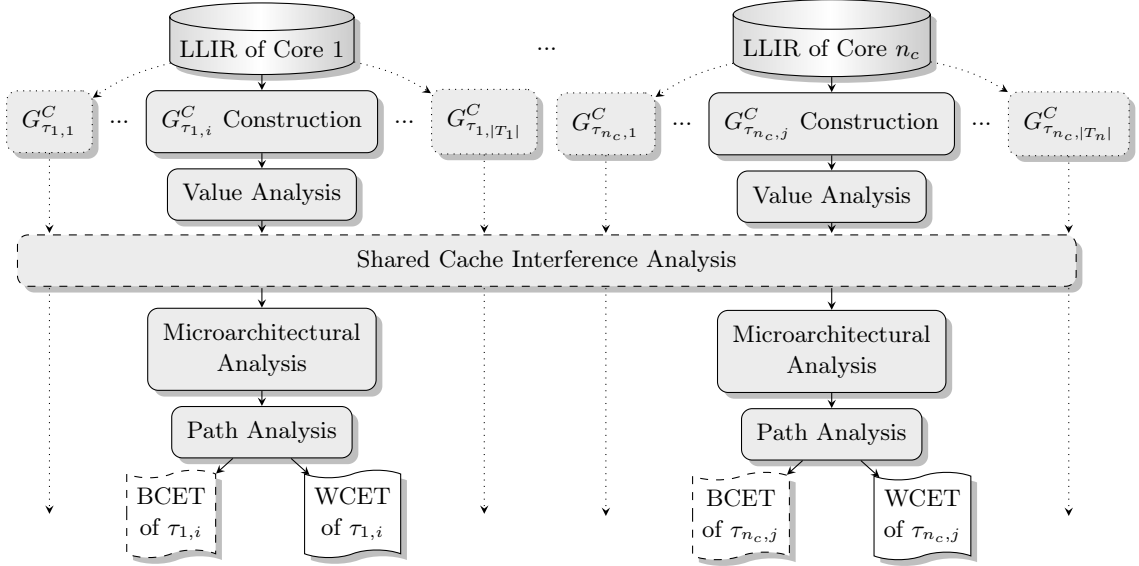 LLIR of Core 1
...
LLIR of Core n_c
G^C_{τ_{1,1}}
...
G^C_{τ_{1,i}} Construction
...
G^C_{τ_{1,|T_1|}}
G^C_{τ_{n_c,1}}
...
G^C_{τ_{n_c,j}} Construction
...
G^C_{τ_{n_c,|T_n|}}
Value Analysis
Value Analysis
Shared Cache Interference Analysis
Microarchitectural
Analysis
Microarchitectural
Analysis
Path Analysis
Path Analysis
BCET
of τ_{1,i}
WCET
of τ_{1,i}
BCET
of τ_{n_c,j}
WCET
of τ_{n_c,j}